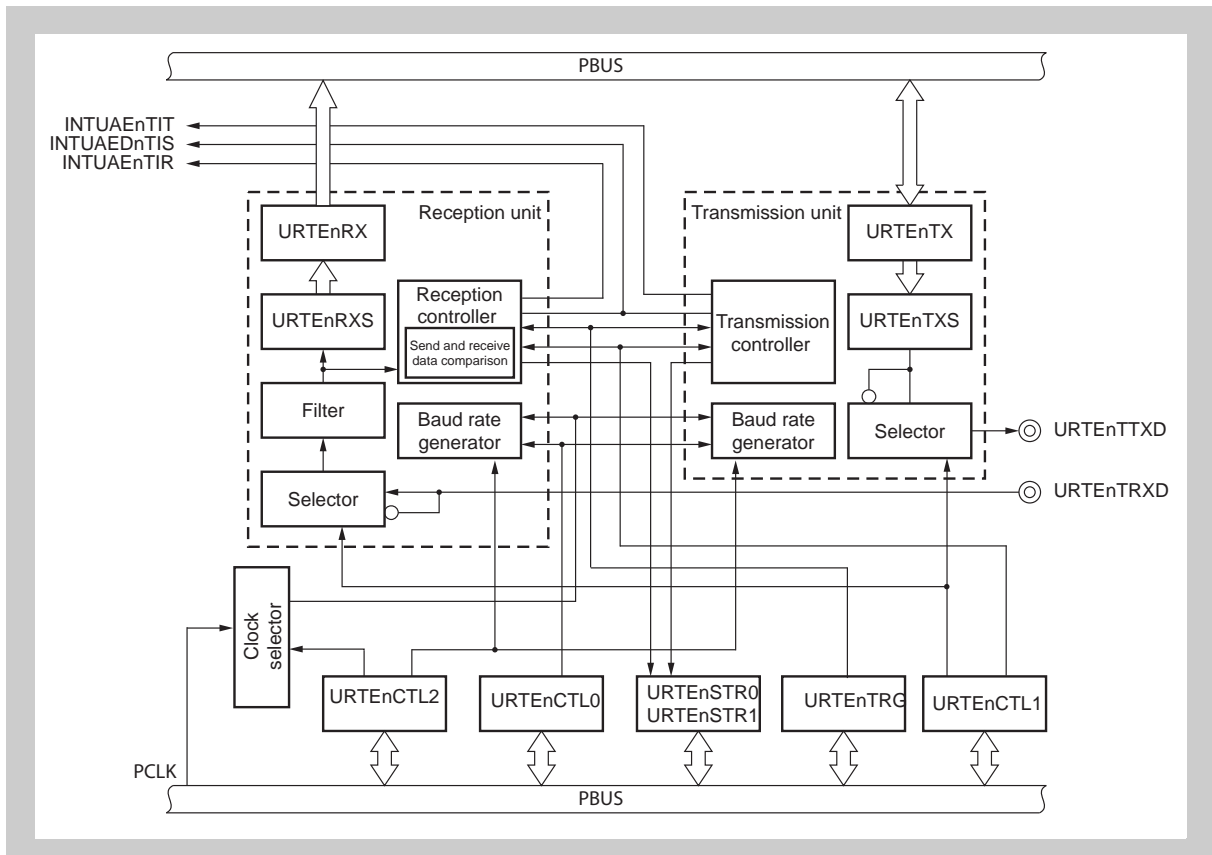 PBUS
INTUAEnTIT
INTUAEDnTIS
INTUAEnTIR
Reception unit
Transmission unit
URTEnRX
URTEnTX
URTEnRXS
Reception
controller
Send and receive
data comparison
Transmission
controller
URTEnTXS
Filter
Baud rate
generator
Baud rate
generator
Selector
URTEnTTXD
Selector
URTEnTRXD
Clock
selector
URTEnCTL2
URTEnCTL0
URTEnSTR0
URTEnSTR1
URTEnTRG
URTEnCTL1
PCLK
PBUS